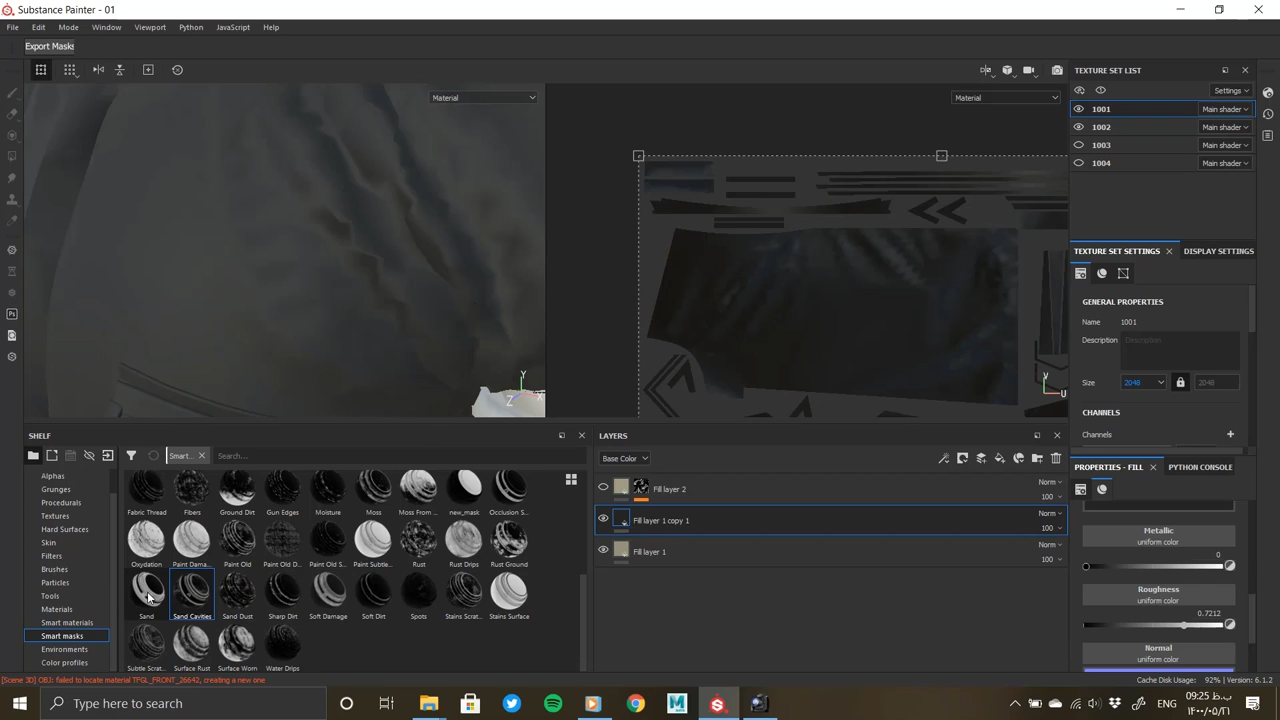 Substance Painter - 01
File Edit Mode Window Viewport Python JavaScript Help
Export Masks
Material
Material
TEXTURE SET LIST
Settings
1001 Main shader
1002 Main shader
1003 Main shader
1004 Main shader
TEXTURE SET SETTINGS DISPLAY SETTINGS
GENERAL PROPERTIES
Name 1001
Description Description
Size 2048 2048
CHANNELS
Channels
Y
Z X
V
U
SHELF
Smart... Search...
Alphas
Grunges
Procedurals
Textures
Hard Surfaces
Skin
Filters
Brushes
Particles
Tools
Materials
Smart materials
Smart masks
Environments
Color profiles
Fabric Thread Fibers Ground Dirt Gun Edges Moisture Moss Moss From ... new_mask Occlusion S...
Oxydation Paint Dama... Paint Old Paint Old D... Paint Old S... Paint Subtle... Rust Rust Drips Rust Ground
Sand Sand Cavities Sand Dust Sharp Dirt Soft Damage Soft Dirt Spots Stains Scrat... Stains Surface
Subtle Scrat... Surface Rust Surface Worn Water Drips
LAYERS
Base Color
Fill layer 2 Norm 100
Fill layer 1 copy 1 Norm 100
Fill layer 1 Norm 100
PROPERTIES - FILL PYTHON CONSOLE
Metallic
uniform color
0
Roughness
uniform color
0.7212
Normal
uniform color
[Scene 3D] OBJ: failed to locate material TPGL_FRONT_26642, creating a new one
Cache Disk Usage: 92% | Version: 6.1.2
Type here to search
Ps
M
09:25 ب.ظ
۱۴۰۰/۰۵/۲۱